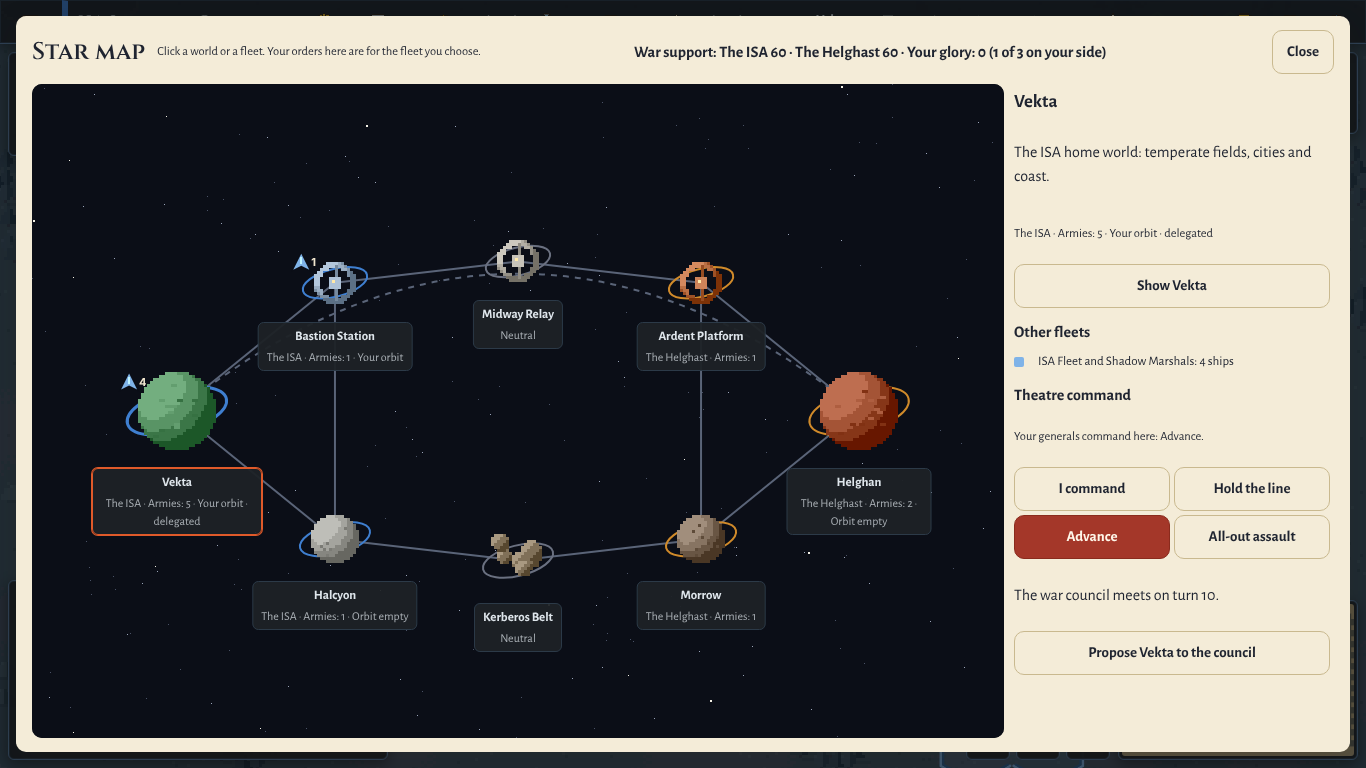 Star map
Click a world or a fleet. Your orders here are for the fleet you choose.
War support: The ISA 60 · The Helghast 60 · Your glory: 0 (1 of 3 on your side)
Close
1
Bastion Station
The ISA · Armies: 1 · Your orbit
Midway Relay
Neutral
Ardent Platform
The Helghast · Armies: 1
4
Vekta
The ISA · Armies: 5 · Your orbit ·
delegated
Helghan
The Helghast · Armies: 2 ·
Orbit empty
Halcyon
The ISA · Armies: 1 · Orbit empty
Kerberos Belt
Neutral
Morrow
The Helghast · Armies: 1
Vekta
The ISA home world: temperate fields, cities and
coast.
The ISA · Armies: 5 · Your orbit · delegated
Show Vekta
Other fleets
ISA Fleet and Shadow Marshals: 4 ships
Theatre command
Your generals command here: Advance.
I command
Hold the line
Advance
All-out assault
The war council meets on turn 10.
Propose Vekta to the council